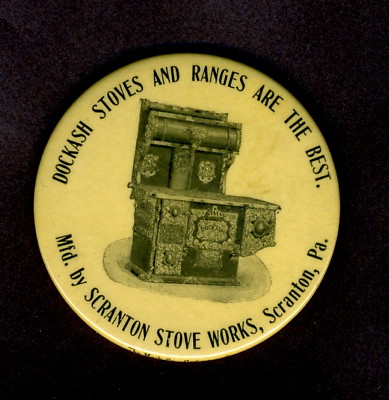 DOCKASH STOVES AND RANGES ARE THE BEST.
Mfd. by SCRANTON STOVE WORKS, Scranton, Pa.